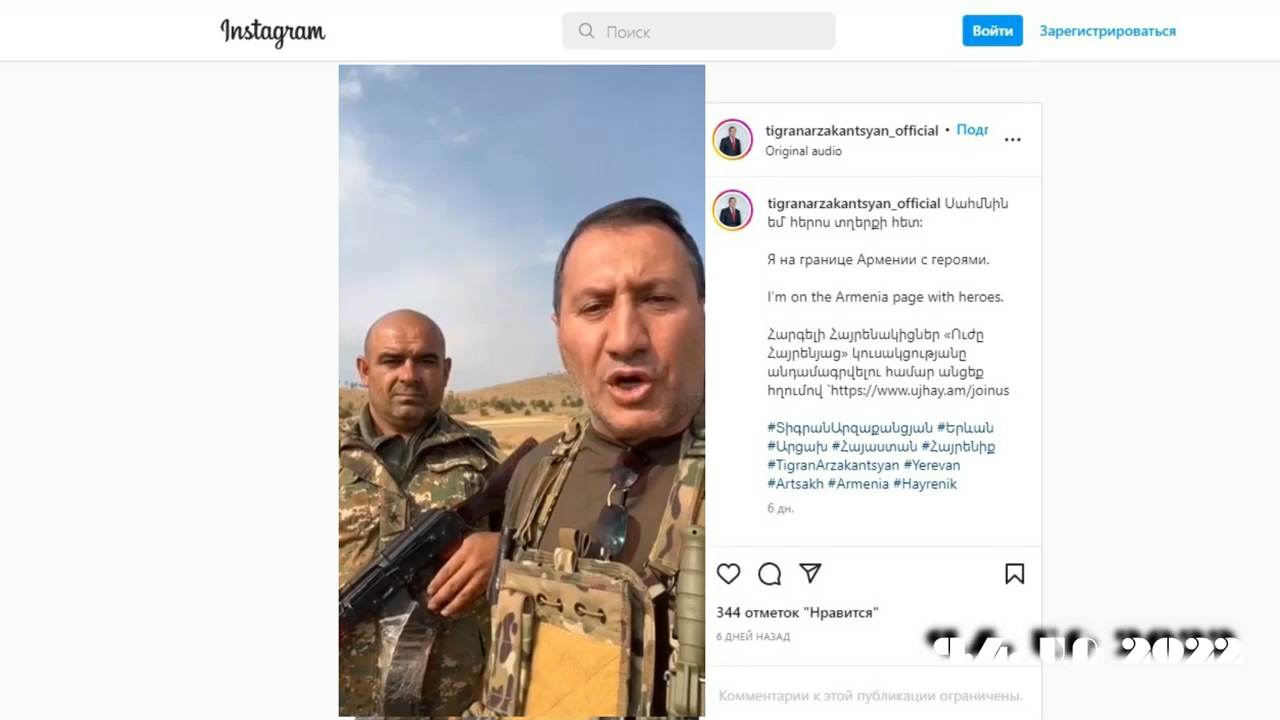 Instagram
Поиск
Войти
Зарегистрироваться
tigranarzakantsyan_official • Подг
Original audio
tigranarzakantsyan_official Սահմնին
եմ հերոս տղերքի հետ:
Я на границе Армении с героями.
I'm on the Armenia page with heroes.
Հարգելի Հայրենակիցներ «Ուժը
Հայրենյաց» կուսակցությանը
անդամագրվելու համար անցեք
հղումով `https://www.ujhay.am/joinus
#ՏիգրանԱրզաքանցյան #Երևան
#Արցախ #Հայաստան #Հայրենիք
#TigranArzakantsyan #Yerevan
#Artsakh #Armenia #Hayrenik
6 дн.
344 отметок "Нравится"
6 ДНЕЙ НАЗАД
2022
Комментарии к этой публикации ограничены.